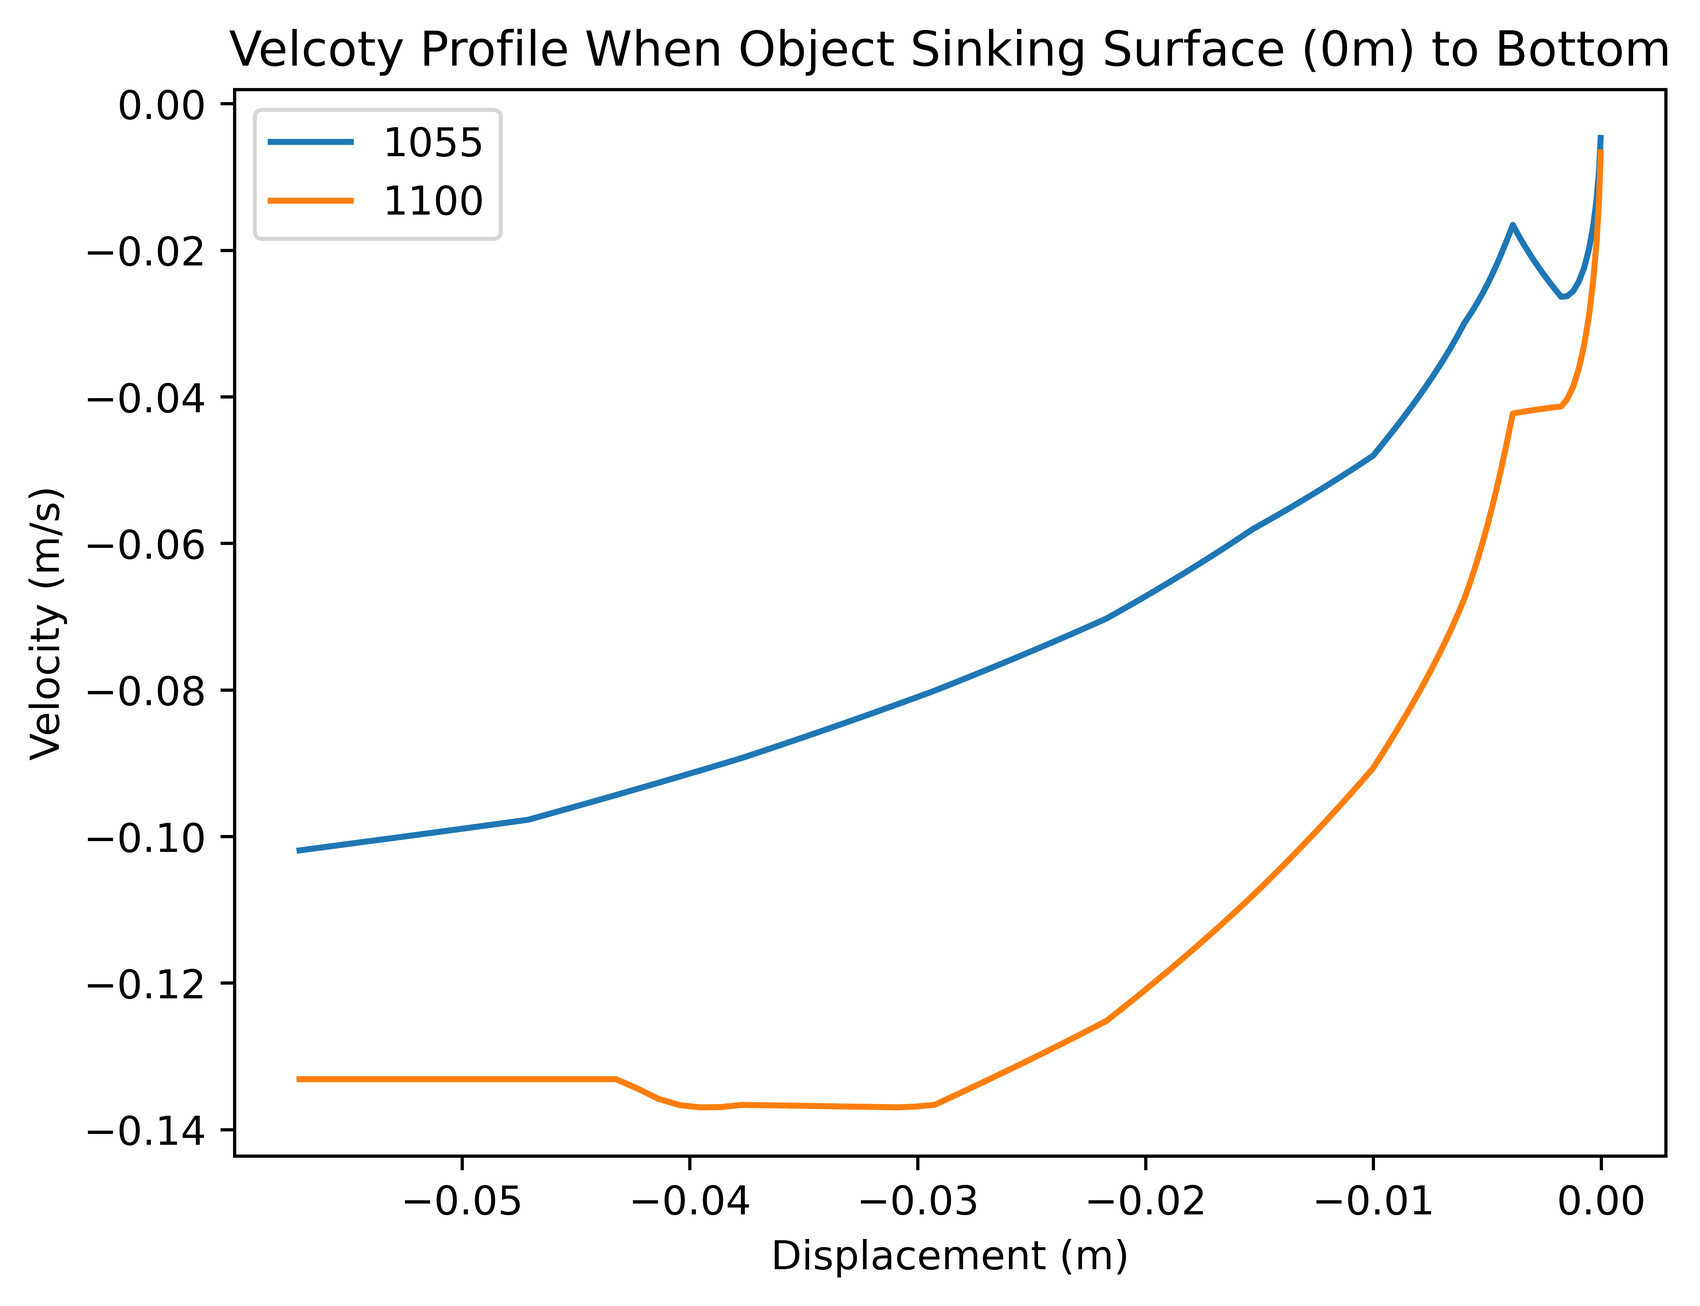 Velcoty Profile When Object Sinking Surface (0m) to Bottom
1055
1100
0.00
−0.02
−0.04
−0.06
−0.08
−0.10
−0.12
−0.14
Velocity (m/s)
−0.05 −0.04 −0.03 −0.02 −0.01 0.00
Displacement (m)